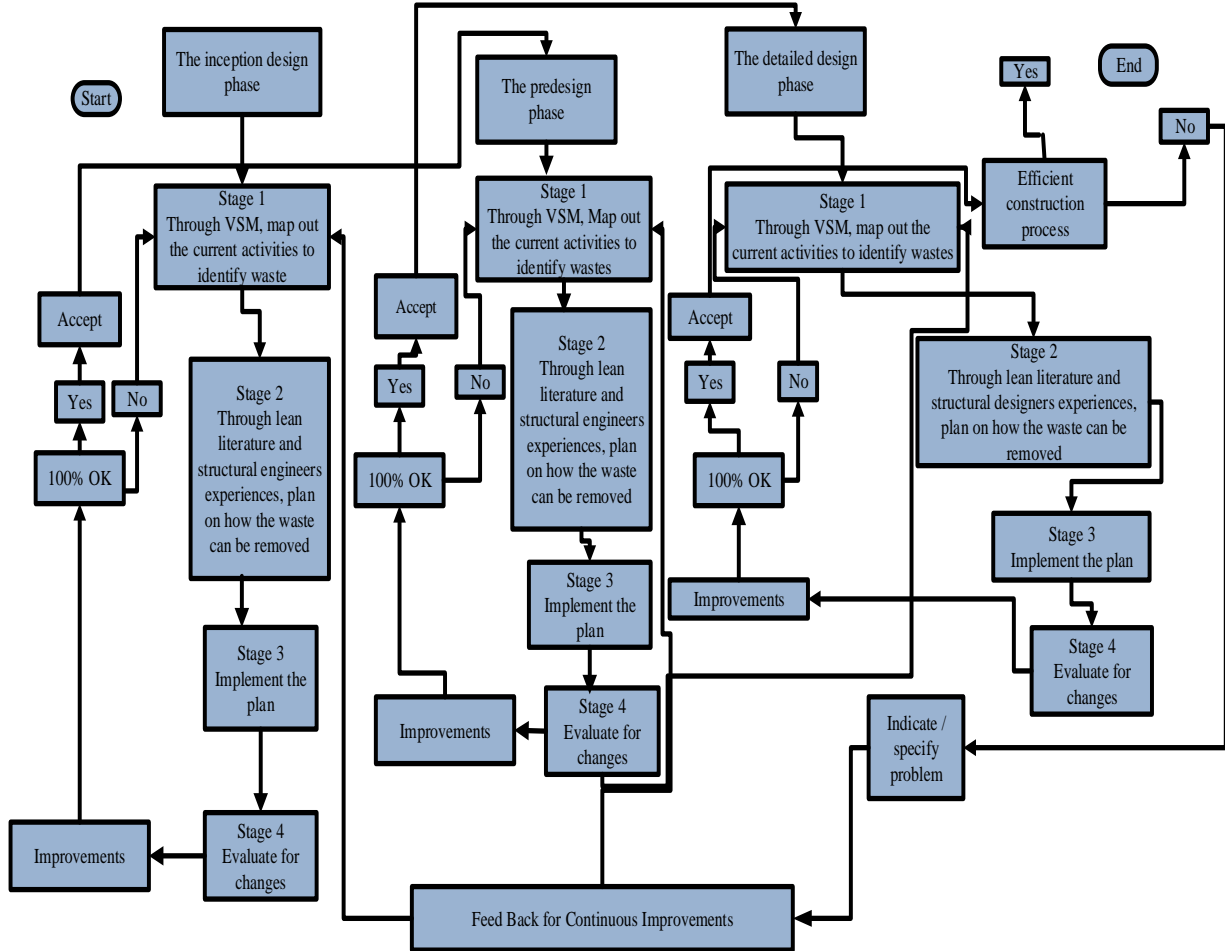 Start
The inception design
phase
Stage 1
Through VSM, map out
the current activities to
identify waste
Accept
Yes
No
100% OK
Stage 2
Through lean
literature and
structural engineers
experiences, plan
on how the waste
can be removed
Stage 3
Implement the
plan
Stage 4
Evaluate for
changes
Improvements
The predesign
phase
Stage 1
Through VSM, Map out
the current activities to
identify wastes
Accept
Yes
No
100% OK
Stage 2
Through lean
literature and
structural engineers
experiences, plan
on how the waste
can be removed
Stage 3
Implement the
plan
Stage 4
Evaluate for
changes
Improvements
The detailed design
phase
Stage 1
Through VSM, map out the
current activities to identify wastes
Accept
Yes
No
100% OK
Stage 2
Through lean literature and
structural designers experiences,
plan on how the waste can be
removed
Stage 3
Implement the plan
Stage 4
Evaluate for
changes
Improvements
Yes
End
No
Efficient
construction
process
Indicate /
specify
problem
Feed Back for Continuous Improvements